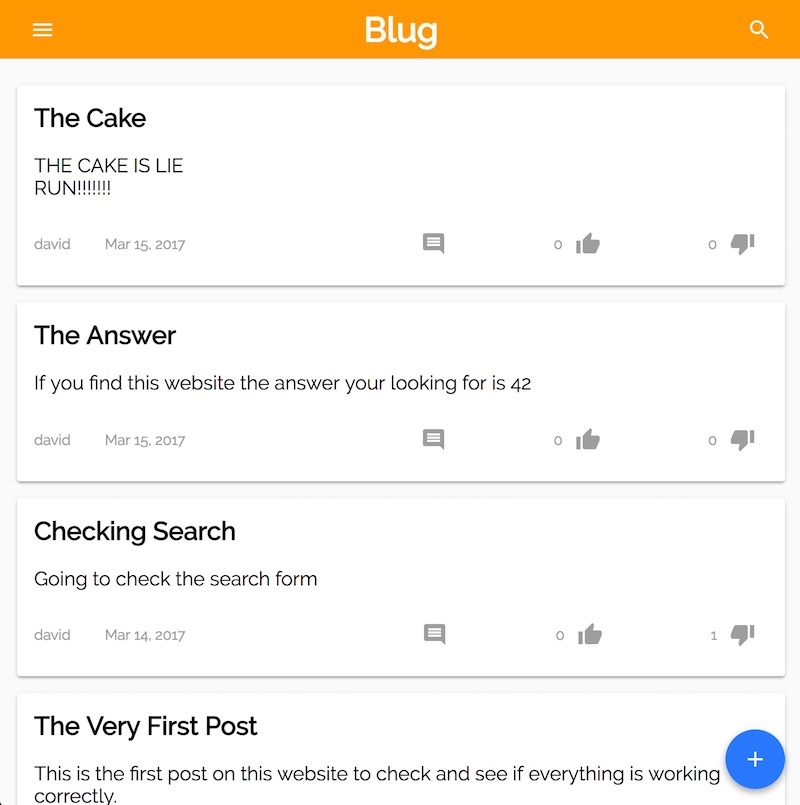 Blug
The Cake
THE CAKE IS LIE
RUN!!!!!!!
david Mar 15, 2017 0 0
The Answer
If you find this website the answer your looking for is 42
david Mar 15, 2017 0 0
Checking Search
Going to check the search form
david Mar 14, 2017 0 1
The Very First Post
This is the first post on this website to check and see if everything is working
correctly.